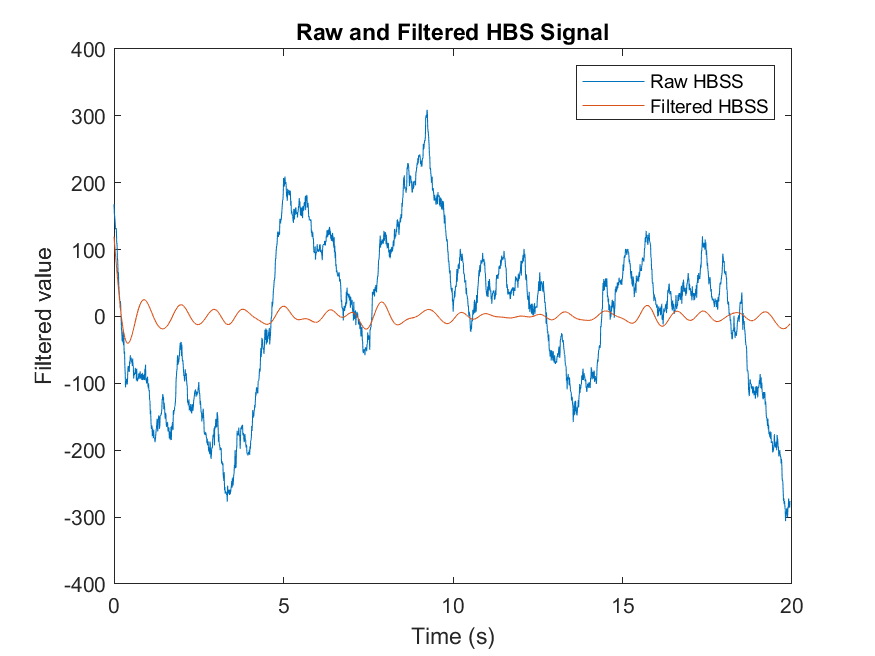 Raw and Filtered HBS Signal
400
300
200
100
0
-100
-200
-300
-400
Filtered value
Raw HBSS
Filtered HBSS
0
5
10
15
20
Time (s)